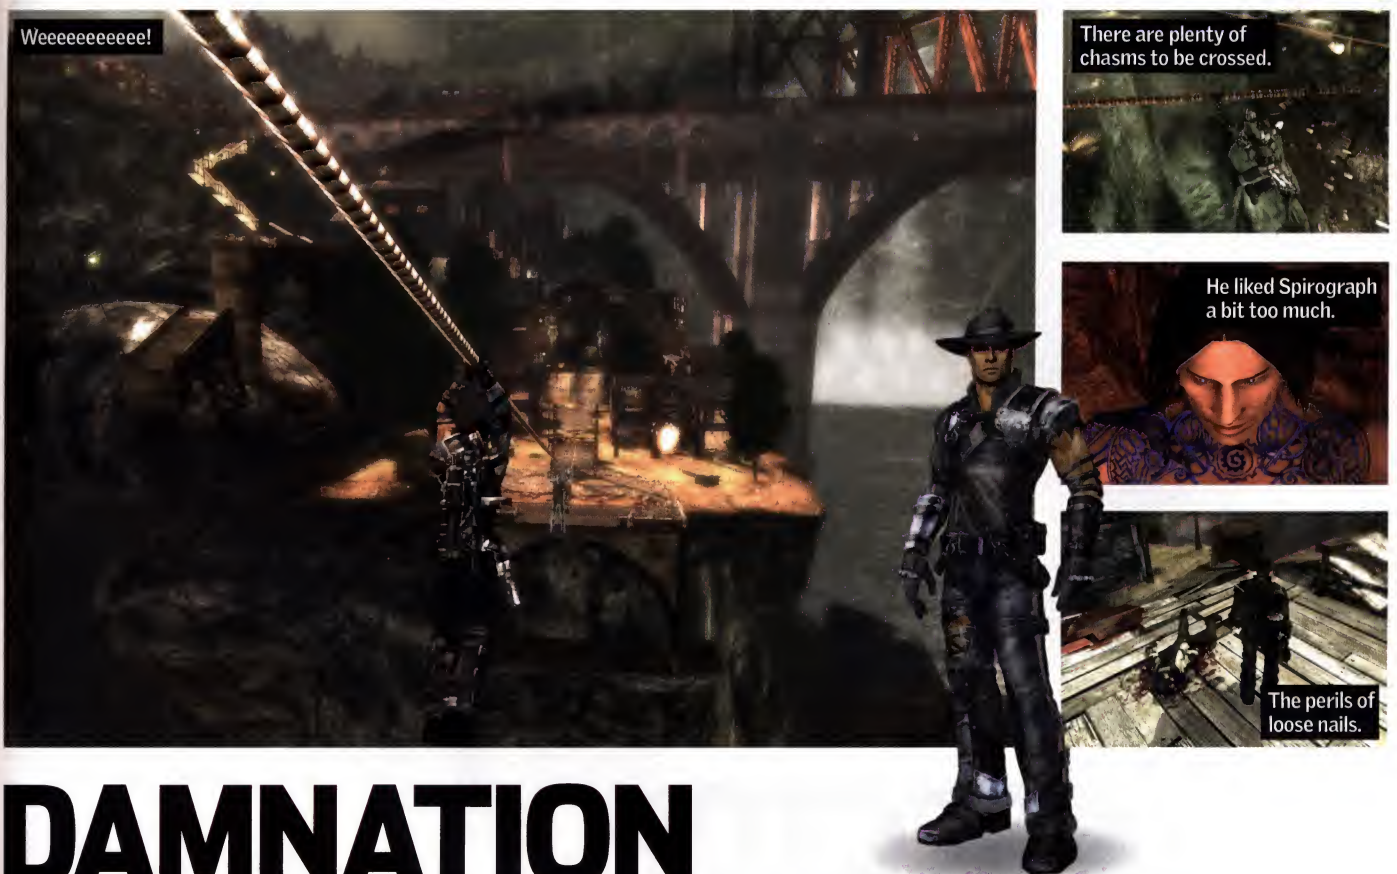 Weeeeeeeeeee!
There are plenty of
chasms to be crossed.
He liked Spirograph
a bit too much.
The perils of
loose nails.
DAMNATION